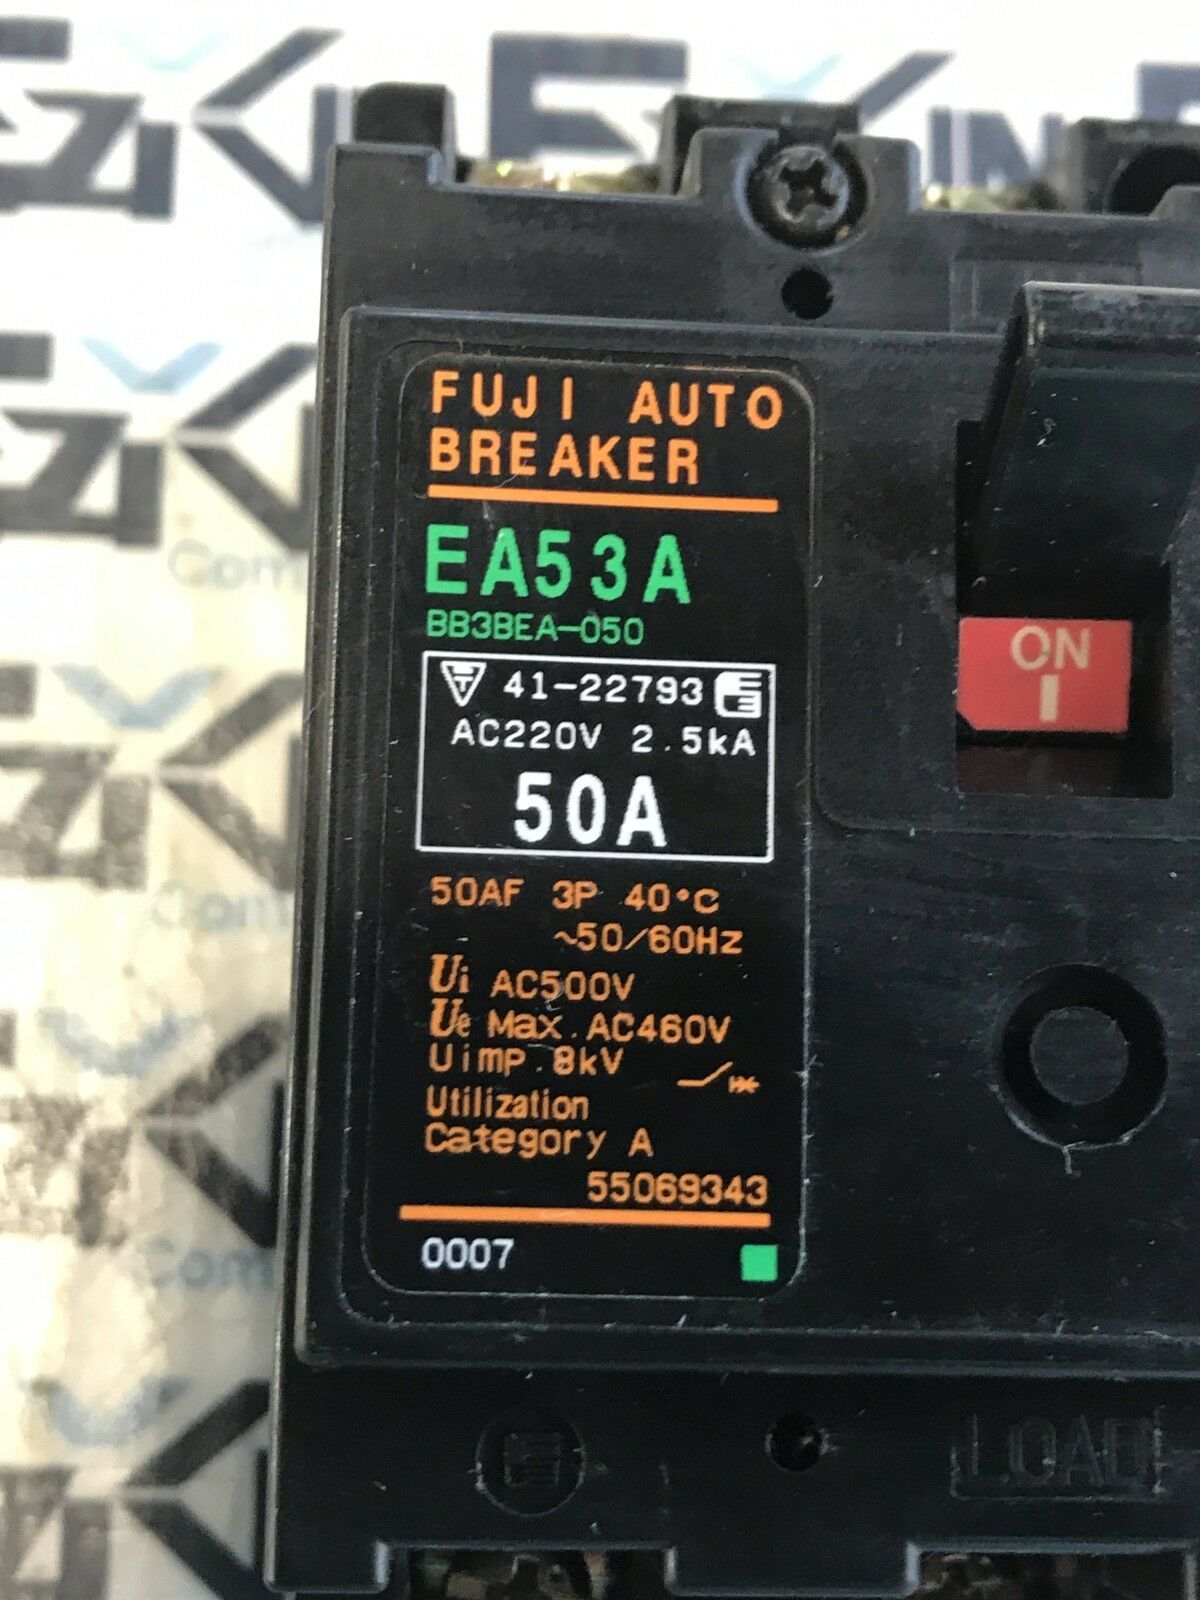 FUJI AUTO
BREAKER
EA53A
BB3BEA-050
41-22793
AC220V 2.5kA
50A
50AF 3P 40°C
~50/60Hz
Ui AC500V
Ue Max. AC460V
Uimp. 8kV
Utilization
Category A
55069343
0007
ON
I
LOAD